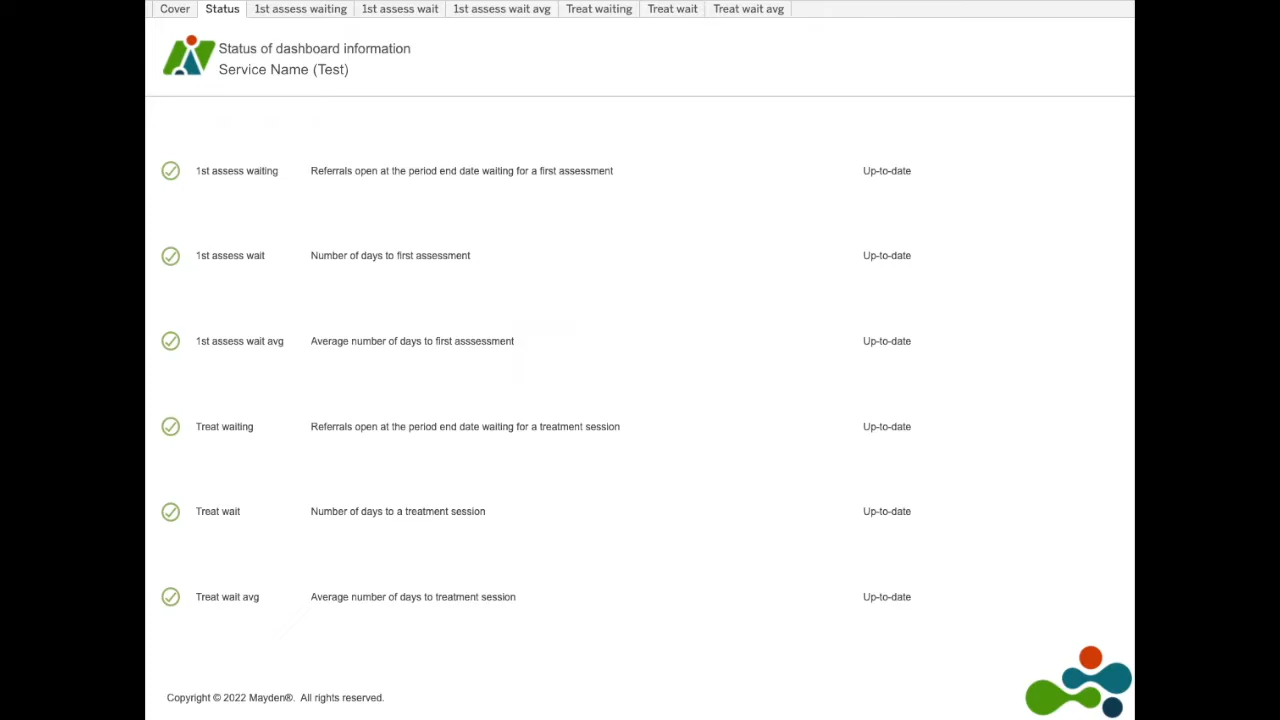 Cover Status 1st assess waiting 1st assess wait 1st assess wait avg Treat waiting Treat wait Treat wait avg
Status of dashboard information
Service Name (Test)
1st assess waiting Referrals open at the period end date waiting for a first assessment Up-to-date
1st assess wait Number of days to first assessment Up-to-date
1st assess wait avg Average number of days to first asssessment Up-to-date
Treat waiting Referrals open at the period end date waiting for a treatment session Up-to-date
Treat wait Number of days to a treatment session Up-to-date
Treat wait avg Average number of days to treatment session Up-to-date
Copyright © 2022 Mayden®. All rights reserved.